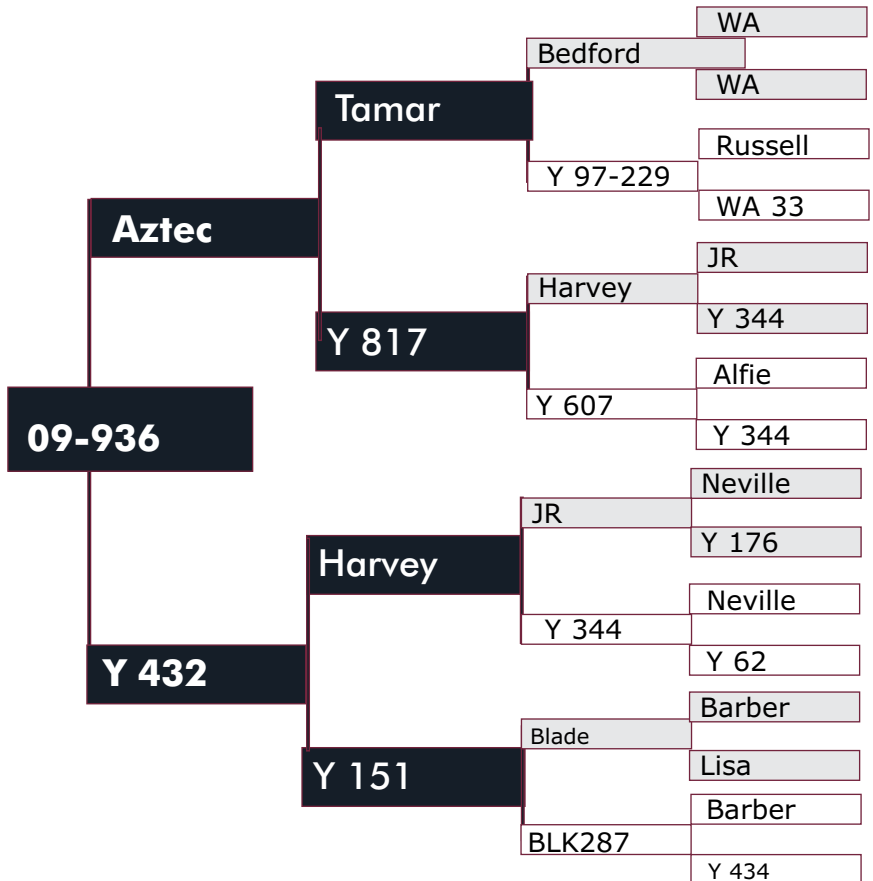 WA
Bedford
WA
Tamar
Russell
Y 97-229
WA 33
Aztec
JR
Harvey
Y 344
Y 817
Alfie
Y 607
Y 344
09-936
Neville
JR
Y 176
Harvey
Neville
Y 344
Y 62
Y 432
Barber
Blade
Lisa
Y 151
Barber
BLK287
Y 434